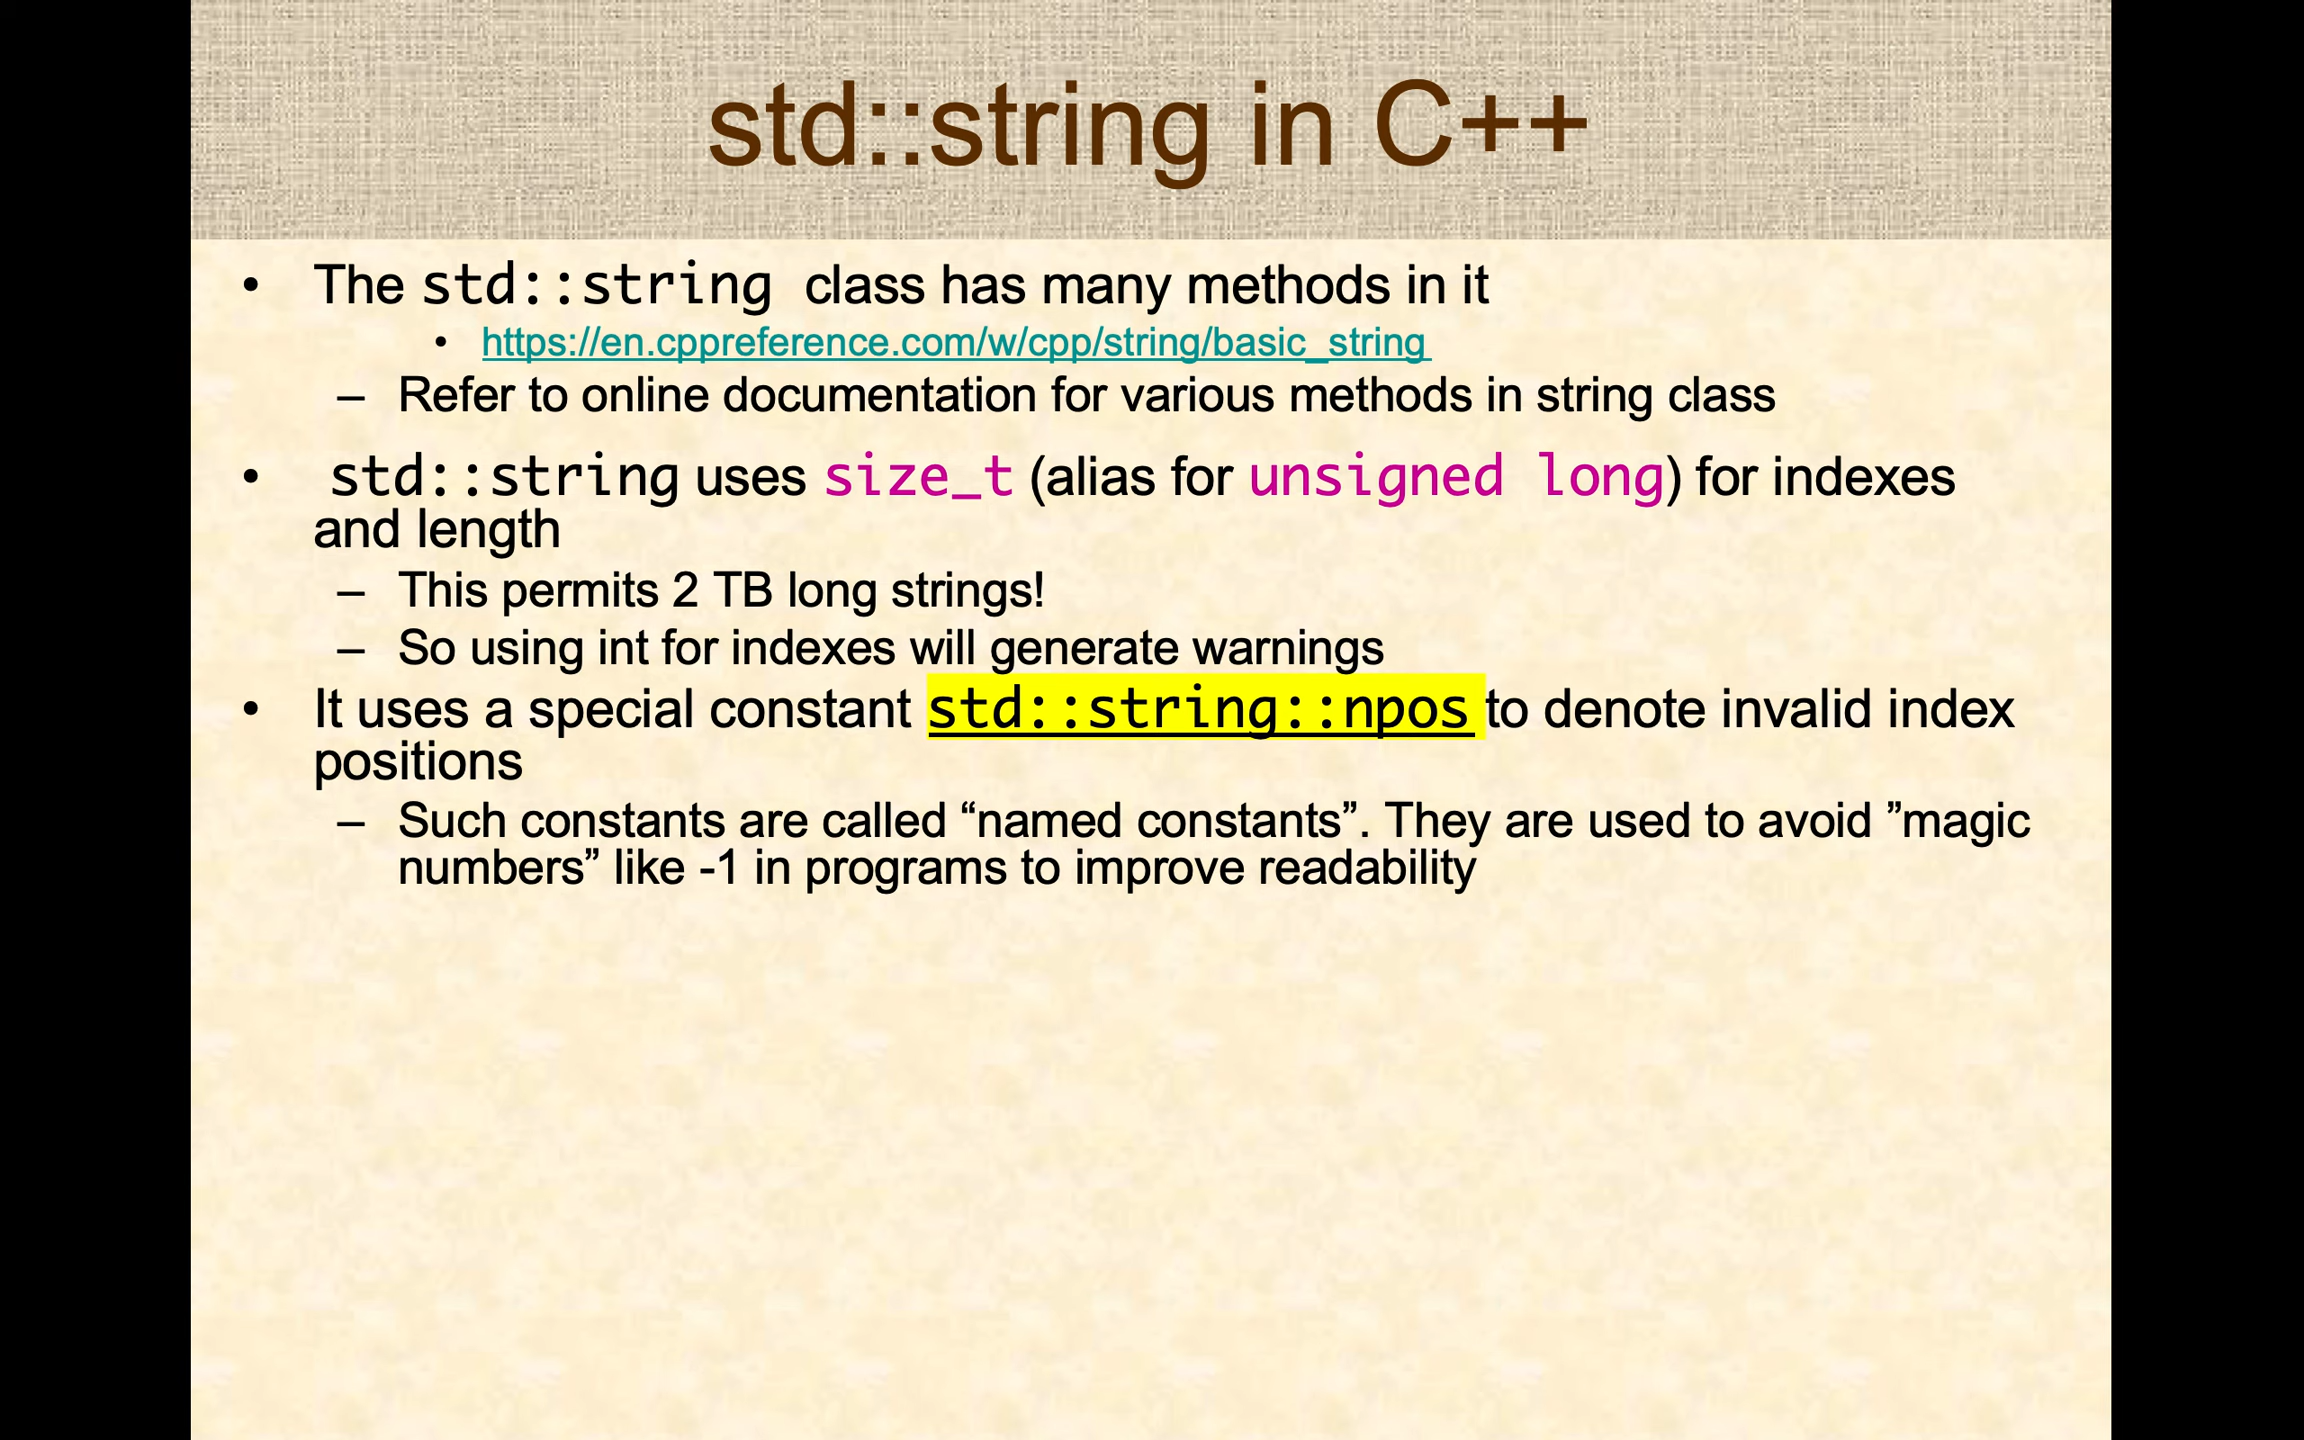 std::string in C++
• The std::string class has many methods in it
• https://en.cppreference.com/w/cpp/string/basic_string
– Refer to online documentation for various methods in string class
• std::string uses size_t (alias for unsigned long) for indexes
and length
– This permits 2 TB long strings!
– So using int for indexes will generate warnings
• It uses a special constant std::string::npos to denote invalid index
positions
– Such constants are called “named constants”. They are used to avoid ”magic
numbers” like -1 in programs to improve readability